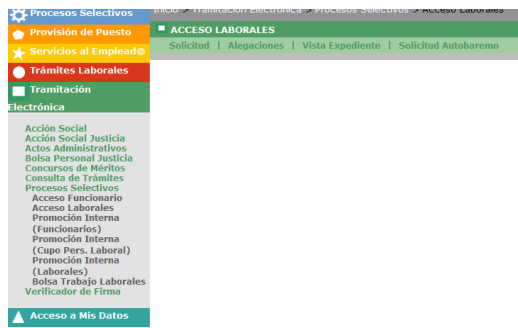 Procesos Selectivos
Provisión de Puesto
Servicios al Emplead@
Trámites Laborales
Tramitación
Electrónica
Acción Social
Acción Social Justicia
Actos Administrativos
Bolsa Personal Justicia
Concursos de Méritos
Consulta de Trámites
Procesos Selectivos
Acceso Funcionario
Acceso Laborales
Promoción Interna
(Funcionarios)
Promoción Interna
(Cupo Pers. Laboral)
Promoción Interna
(Laborales)
Bolsa Trabajo Laborales
Verificador de Firma
Acceso a Mis Datos
Inicio > Tramitación Electrónica > Procesos Selectivos > Acceso Laborales
ACCESO LABORALES
Solicitud | Alegaciones | Vista Expediente | Solicitud Autobaremo